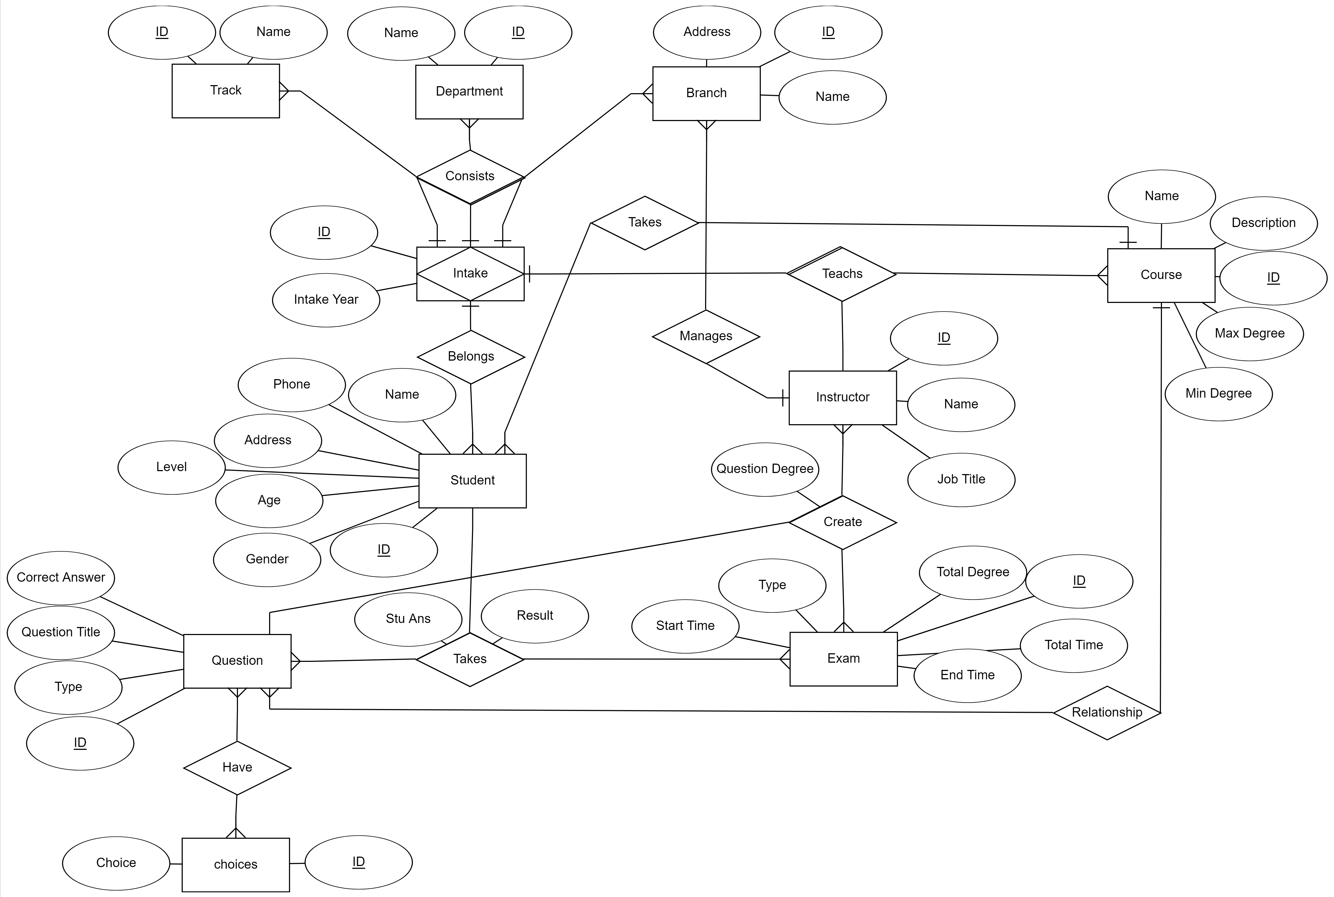 ID
Name
Name
ID
Address
ID
Track
Department
Branch
Name
Consists
Name
Takes
Description
ID
Intake
Teachs
Course
ID
Intake Year
Max Degree
Manages
ID
Belongs
Min Degree
Phone
Name
Instructor
Name
Address
Level
Question Degree
Student
Job Title
Age
Create
Gender
ID
Correct Answer
Type
Total Degree
ID
Stu Ans
Result
Start Time
Question Title
Total Time
Question
Takes
Exam
End Time
Type
Relationship
ID
Have
Choice
choices
ID